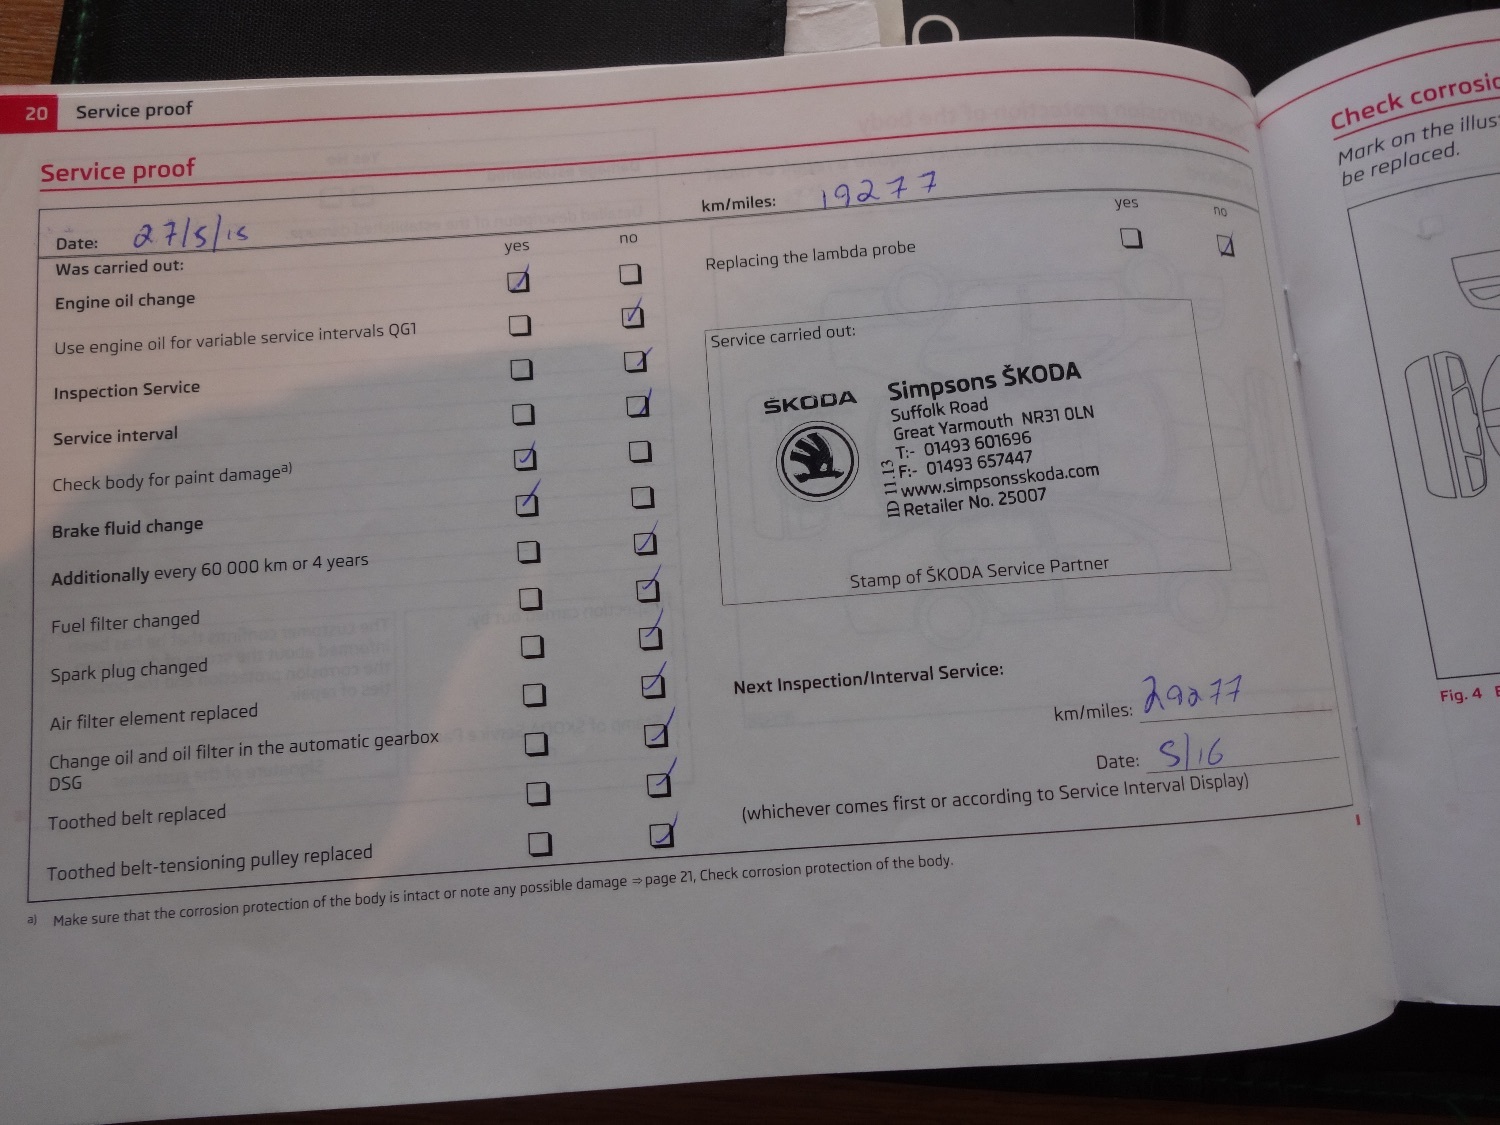 20 Service proof
Service proof
Date: 27/5/15
km/miles: 19277
Was carried out:
yes no
Engine oil change
Use engine oil for variable service intervals QG1
Inspection Service
Service interval
Check body for paint damagea)
Brake fluid change
Additionally every 60 000 km or 4 years
Fuel filter changed
Spark plug changed
Air filter element replaced
Change oil and oil filter in the automatic gearbox
DSG
Toothed belt replaced
Toothed belt-tensioning pulley replaced
yes no
Replacing the lambda probe
Service carried out:
ŠKODA
Simpsons ŠKODA
Suffolk Road
Great Yarmouth NR31 0LN
T:- 01493 601696
F:- 01493 657447
www.simpsonsskoda.com
Retailer No. 25007
ID 11.13
Stamp of ŠKODA Service Partner
Next Inspection/Interval Service:
km/miles: 29277
Date: 5/16
(whichever comes first or according to Service Interval Display)
a) Make sure that the corrosion protection of the body is intact or note any possible damage ⇒ page 21, Check corrosion protection of the body.
Check
Mark on the
be replaced.
Fig. 4